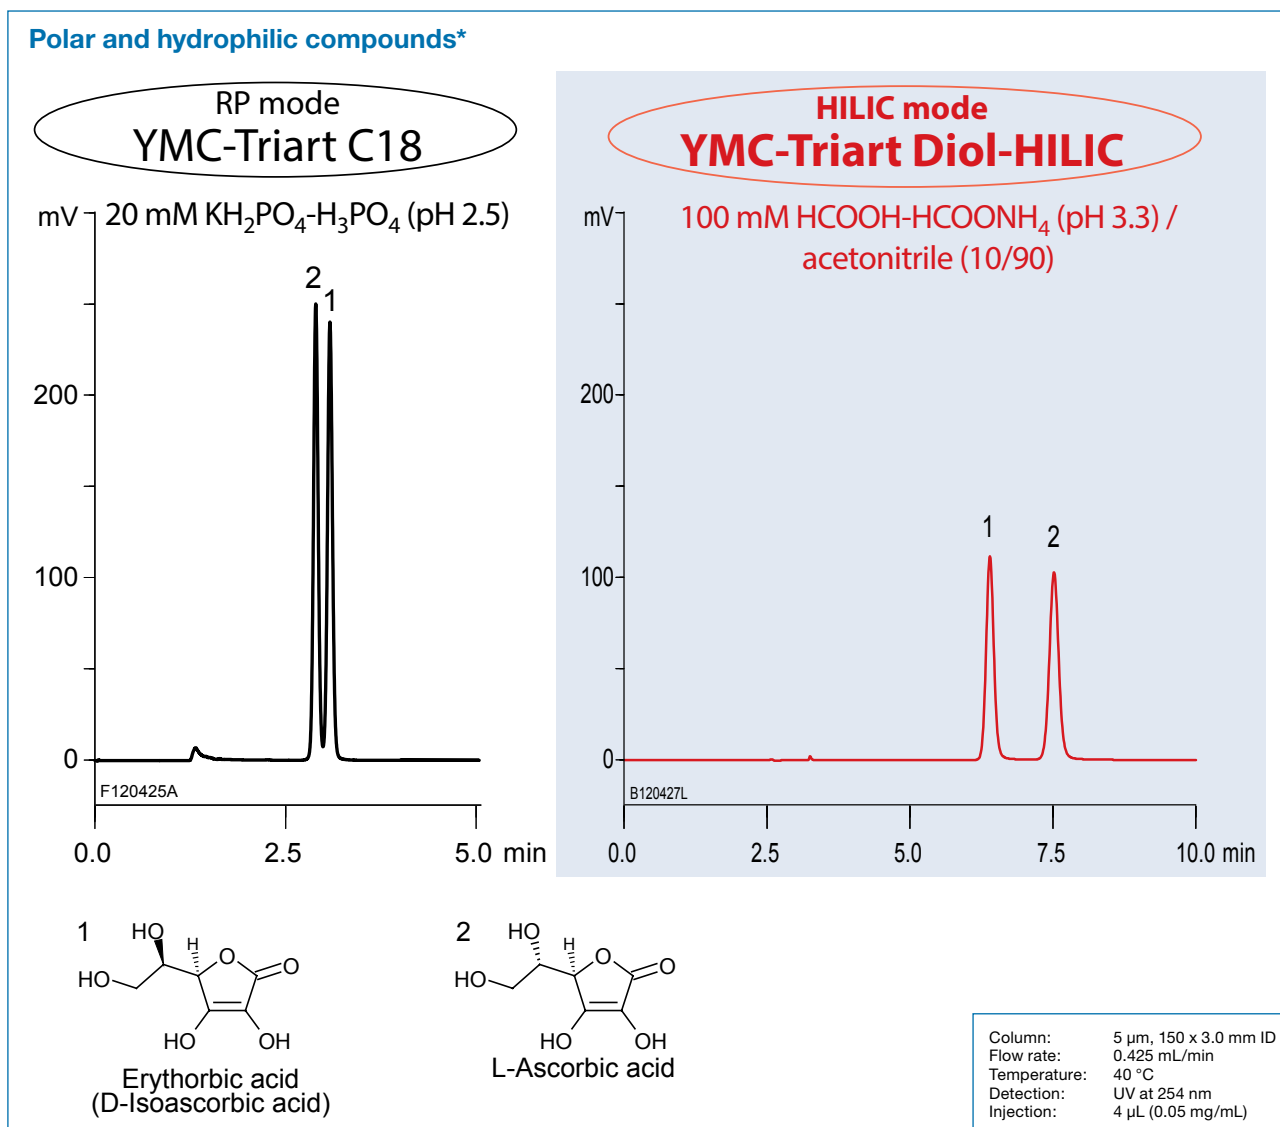 Polar and hydrophilic compounds*
RP mode
YMC-Triart C18
mV
20 mM KH₂PO₄-H₃PO₄ (pH 2.5)
2
1
200
100
0
F120425A
0.0
2.5
5.0 min
HILIC mode
YMC-Triart Diol-HILIC
mV
100 mM HCOOH-HCOONH₄ (pH 3.3) /
acetonitrile (10/90)
200
1
2
100
0
B120427L
0.0
2.5
5.0
7.5
10.0 min
1
HO
H
O
O
HO
HO
OH
Erythorbic acid
(D-Isoascorbic acid)
2
HO
H
O
O
HO
HO
OH
L-Ascorbic acid
Column: 5 µm, 150 x 3.0 mm ID
Flow rate: 0.425 mL/min
Temperature: 40 °C
Detection: UV at 254 nm
Injection: 4 µL (0.05 mg/mL)